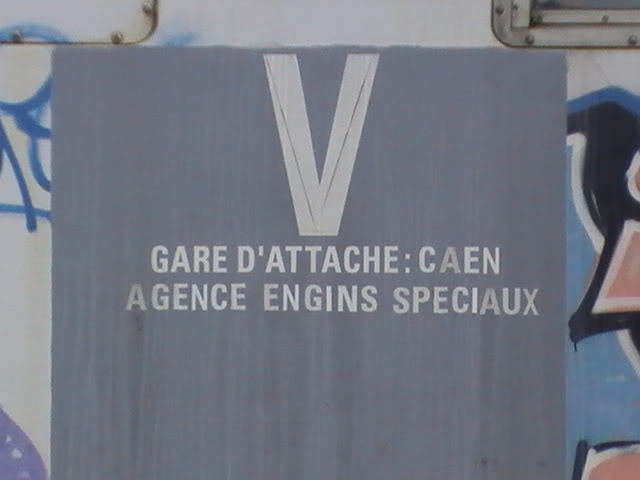 V
GARE D'ATTACHE: CAEN
AGENCE ENGINS SPECIAUX